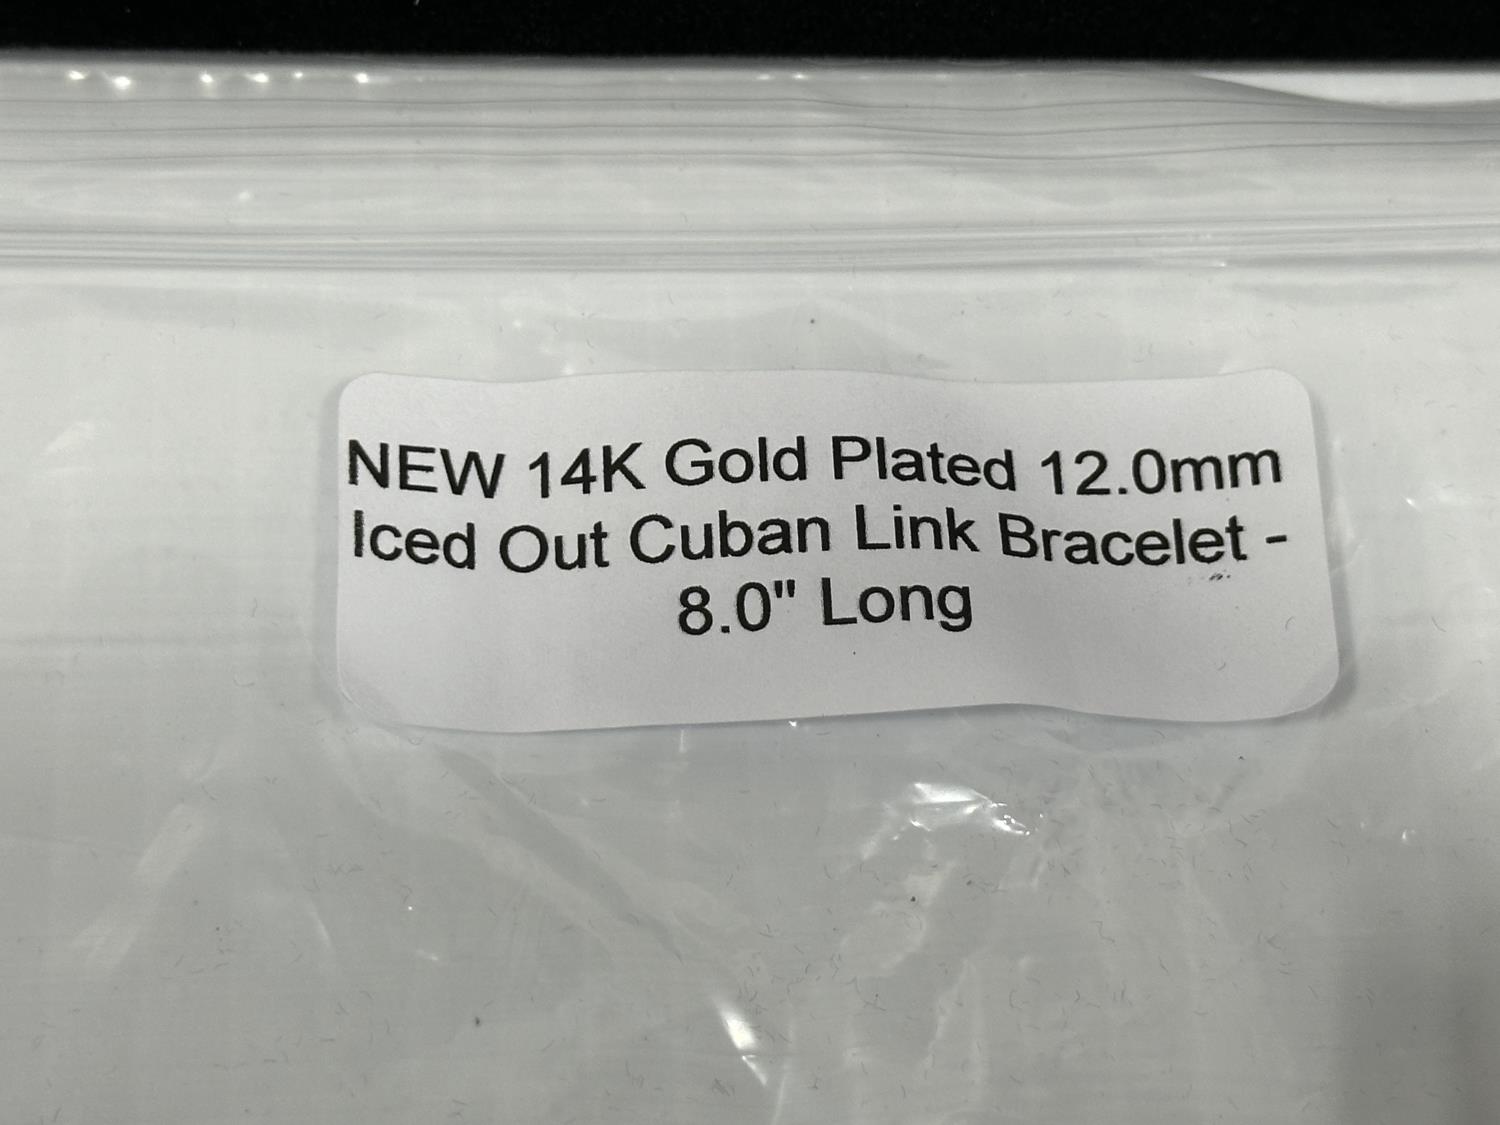 NEW 14K Gold Plated 12.0mm
Iced Out Cuban Link Bracelet -
8.0" Long